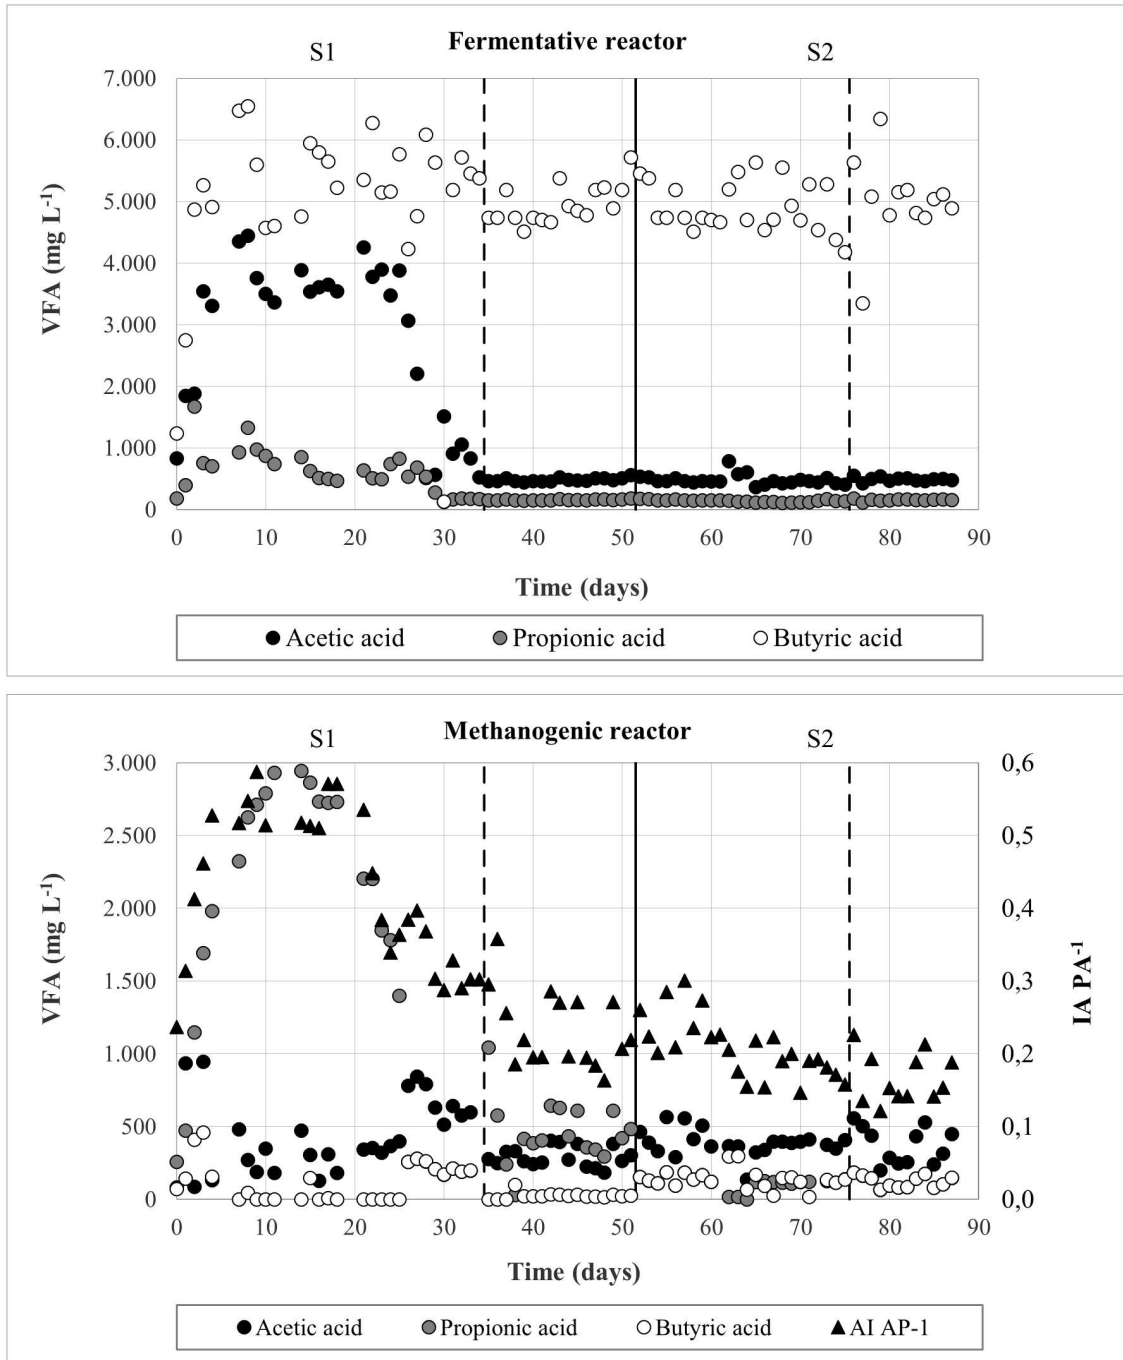 Fermentative reactor
S1
S2
7.000
6.000
5.000
4.000
3.000
2.000
1.000
0
VFA (mg L⁻¹)
0 10 20 30 40 50 60 70 80 90
Time (days)
Acetic acid Propionic acid Butyric acid
Methanogenic reactor
S1
S2
3.000
2.500
2.000
1.500
1.000
500
0
VFA (mg L⁻¹)
0,6
0,5
0,4
0,3
0,2
0,1
0,0
IA PA⁻¹
0 10 20 30 40 50 60 70 80 90
Time (days)
Acetic acid Propionic acid Butyric acid AI AP-1